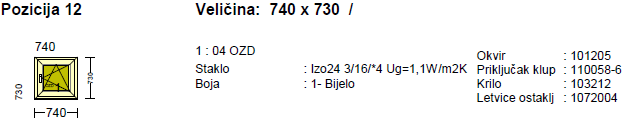 Pozicija 12
Veličina: 740 x 730 /
740
730
730
740
1 : 04 OZD
Staklo : Izo24 3/16/*4 Ug=1,1W/m2K
Boja : 1- Bijelo
Okvir : 101205
Priključak klup : 110058-6
Krilo : 103212
Letvice ostaklj : 1072004